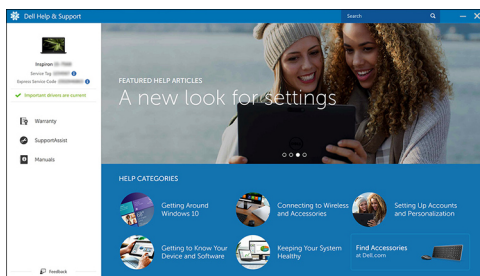 Dell Help & Support
Search
Inspiron
Service Tag
Express Service Code
Important drivers are current
Warranty
SupportAssist
Manuals
Feedback
FEATURED HELP ARTICLES
A new look for settings
HELP CATEGORIES
Getting Around
Windows 10
Connecting to Wireless
and Accessories
Setting Up Accounts
and Personalization
Getting to Know Your
Device and Software
Keeping Your System
Healthy
Find Accessories
at Dell.com